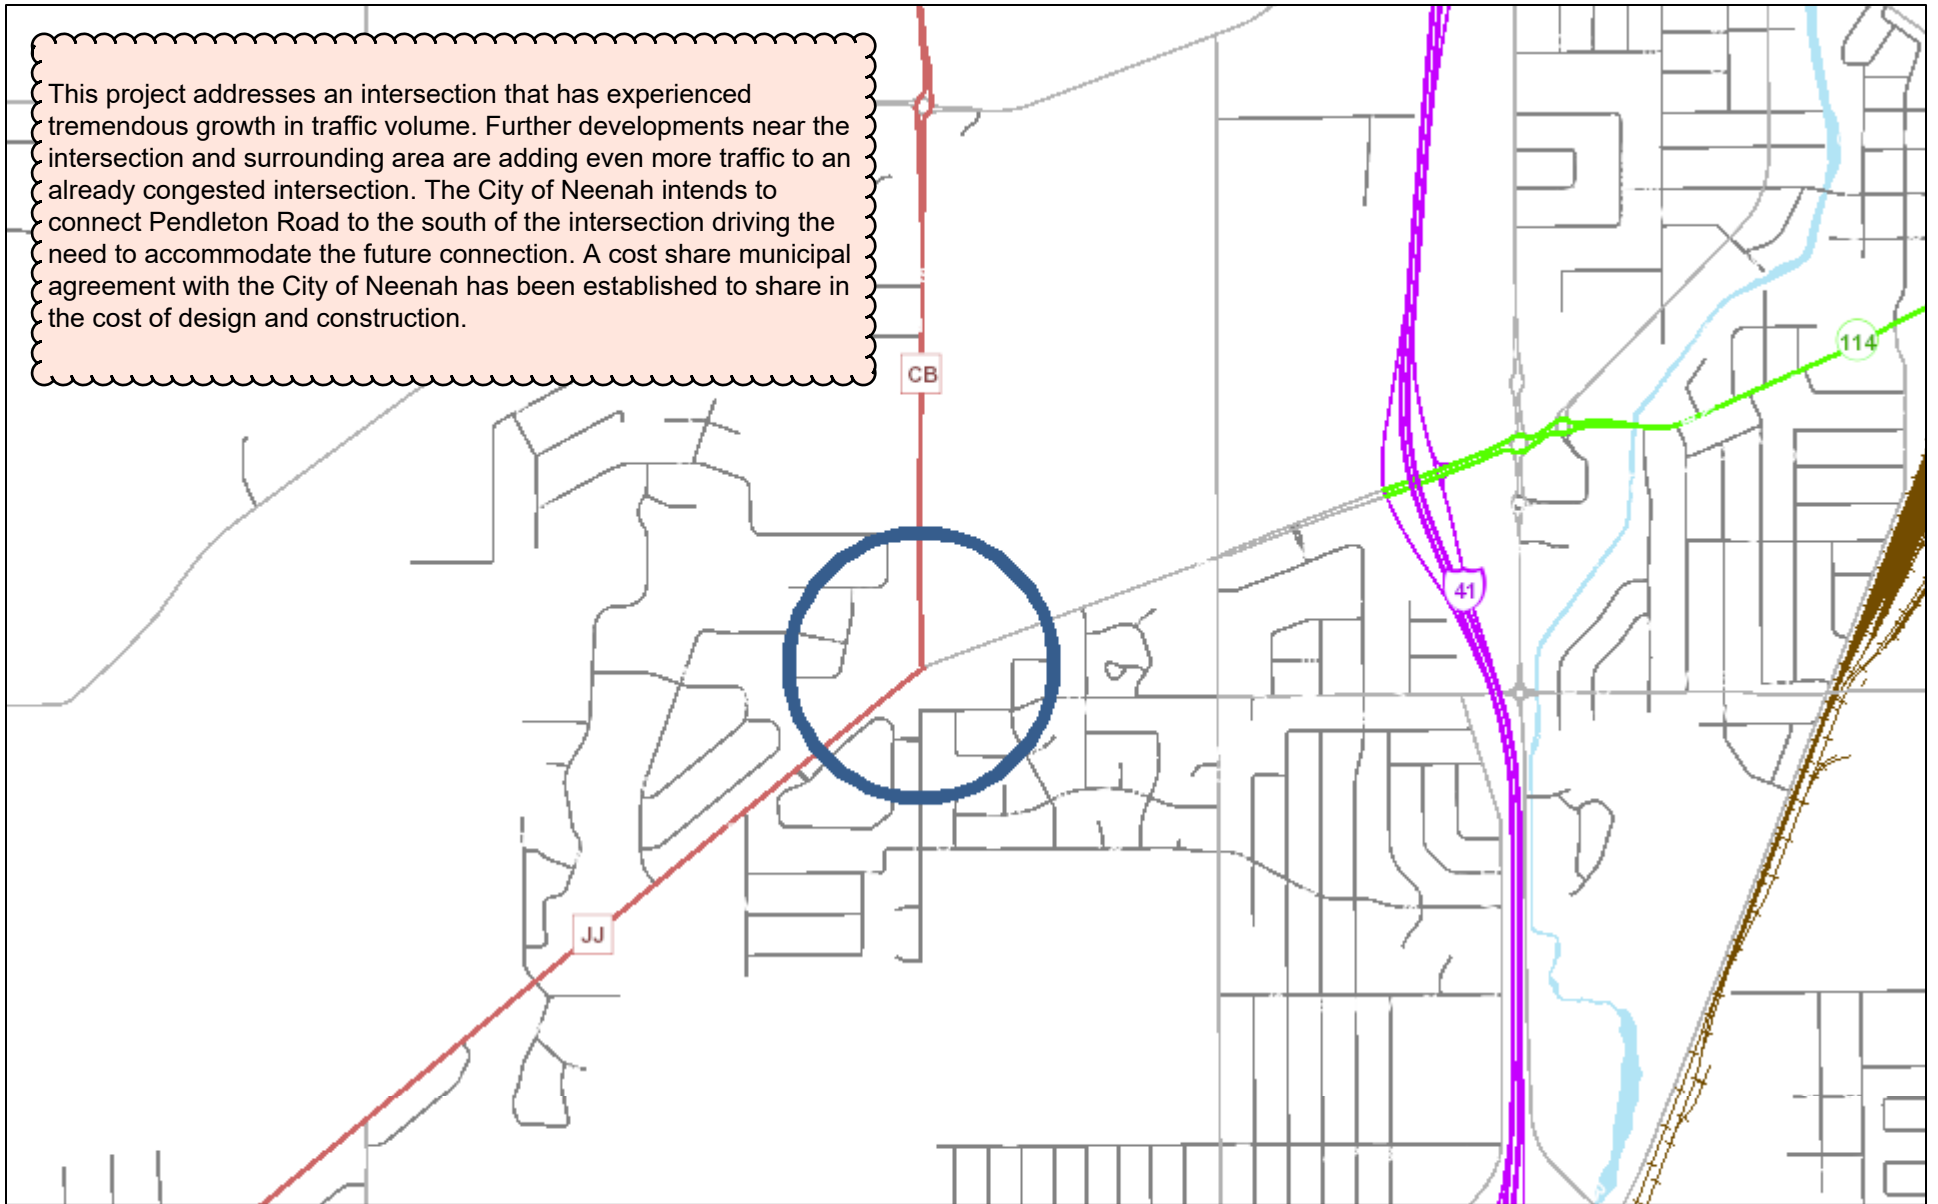 This project addresses an intersection that has experienced
tremendous growth in traffic volume. Further developments near the
intersection and surrounding area are adding even more traffic to an
already congested intersection. The City of Neenah intends to
connect Pendleton Road to the south of the intersection driving the
need to accommodate the future connection. A cost share municipal
agreement with the City of Neenah has been established to share in
the cost of design and construction.
114
CB
41
JJ